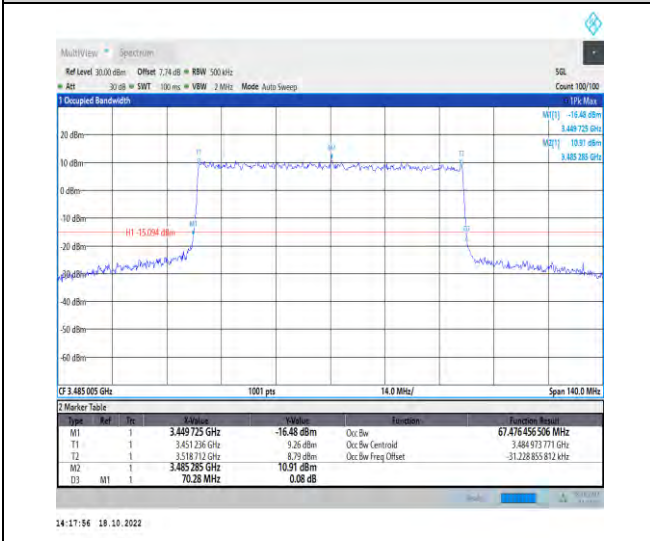 MultiView Spectrum
Ref Level 30.00 dBm Offset 7.74 dB RBW 500 kHz SGL
Att 30 dB SWT 100 ms VBW 2 MHz Mode Auto Sweep Count 100/100
1 Occupied Bandwidth 1Pk Max
M1[1] -16.48 dBm
3.449 725 GHz
M2[1] 10.91 dBm
3.485 285 GHz
20 dBm
T1 M2 T2
10 dBm
0 dBm
-10 dBm
M1 D3
H1 -15.094 dBm
-20 dBm
-30 dBm
-40 dBm
-50 dBm
-60 dBm
CF 3.485 005 GHz 1001 pts 14.0 MHz/ Span 140.0 MHz
2 Marker Table
Type Ref Trc X-Value Y-Value Function Function Result
M1 1 3.449 725 GHz -16.48 dBm Occ Bw 67.476 456 506 MHz
T1 1 3.451 236 GHz 9.26 dBm Occ Bw Centroid 3.484 973 771 GHz
T2 1 3.518 712 GHz 8.79 dBm Occ Bw Freq Offset -31.228 855 812 kHz
M2 1 3.485 285 GHz 10.91 dBm
D3 M1 1 70.28 MHz 0.08 dB
14:17:56 18.10.2022